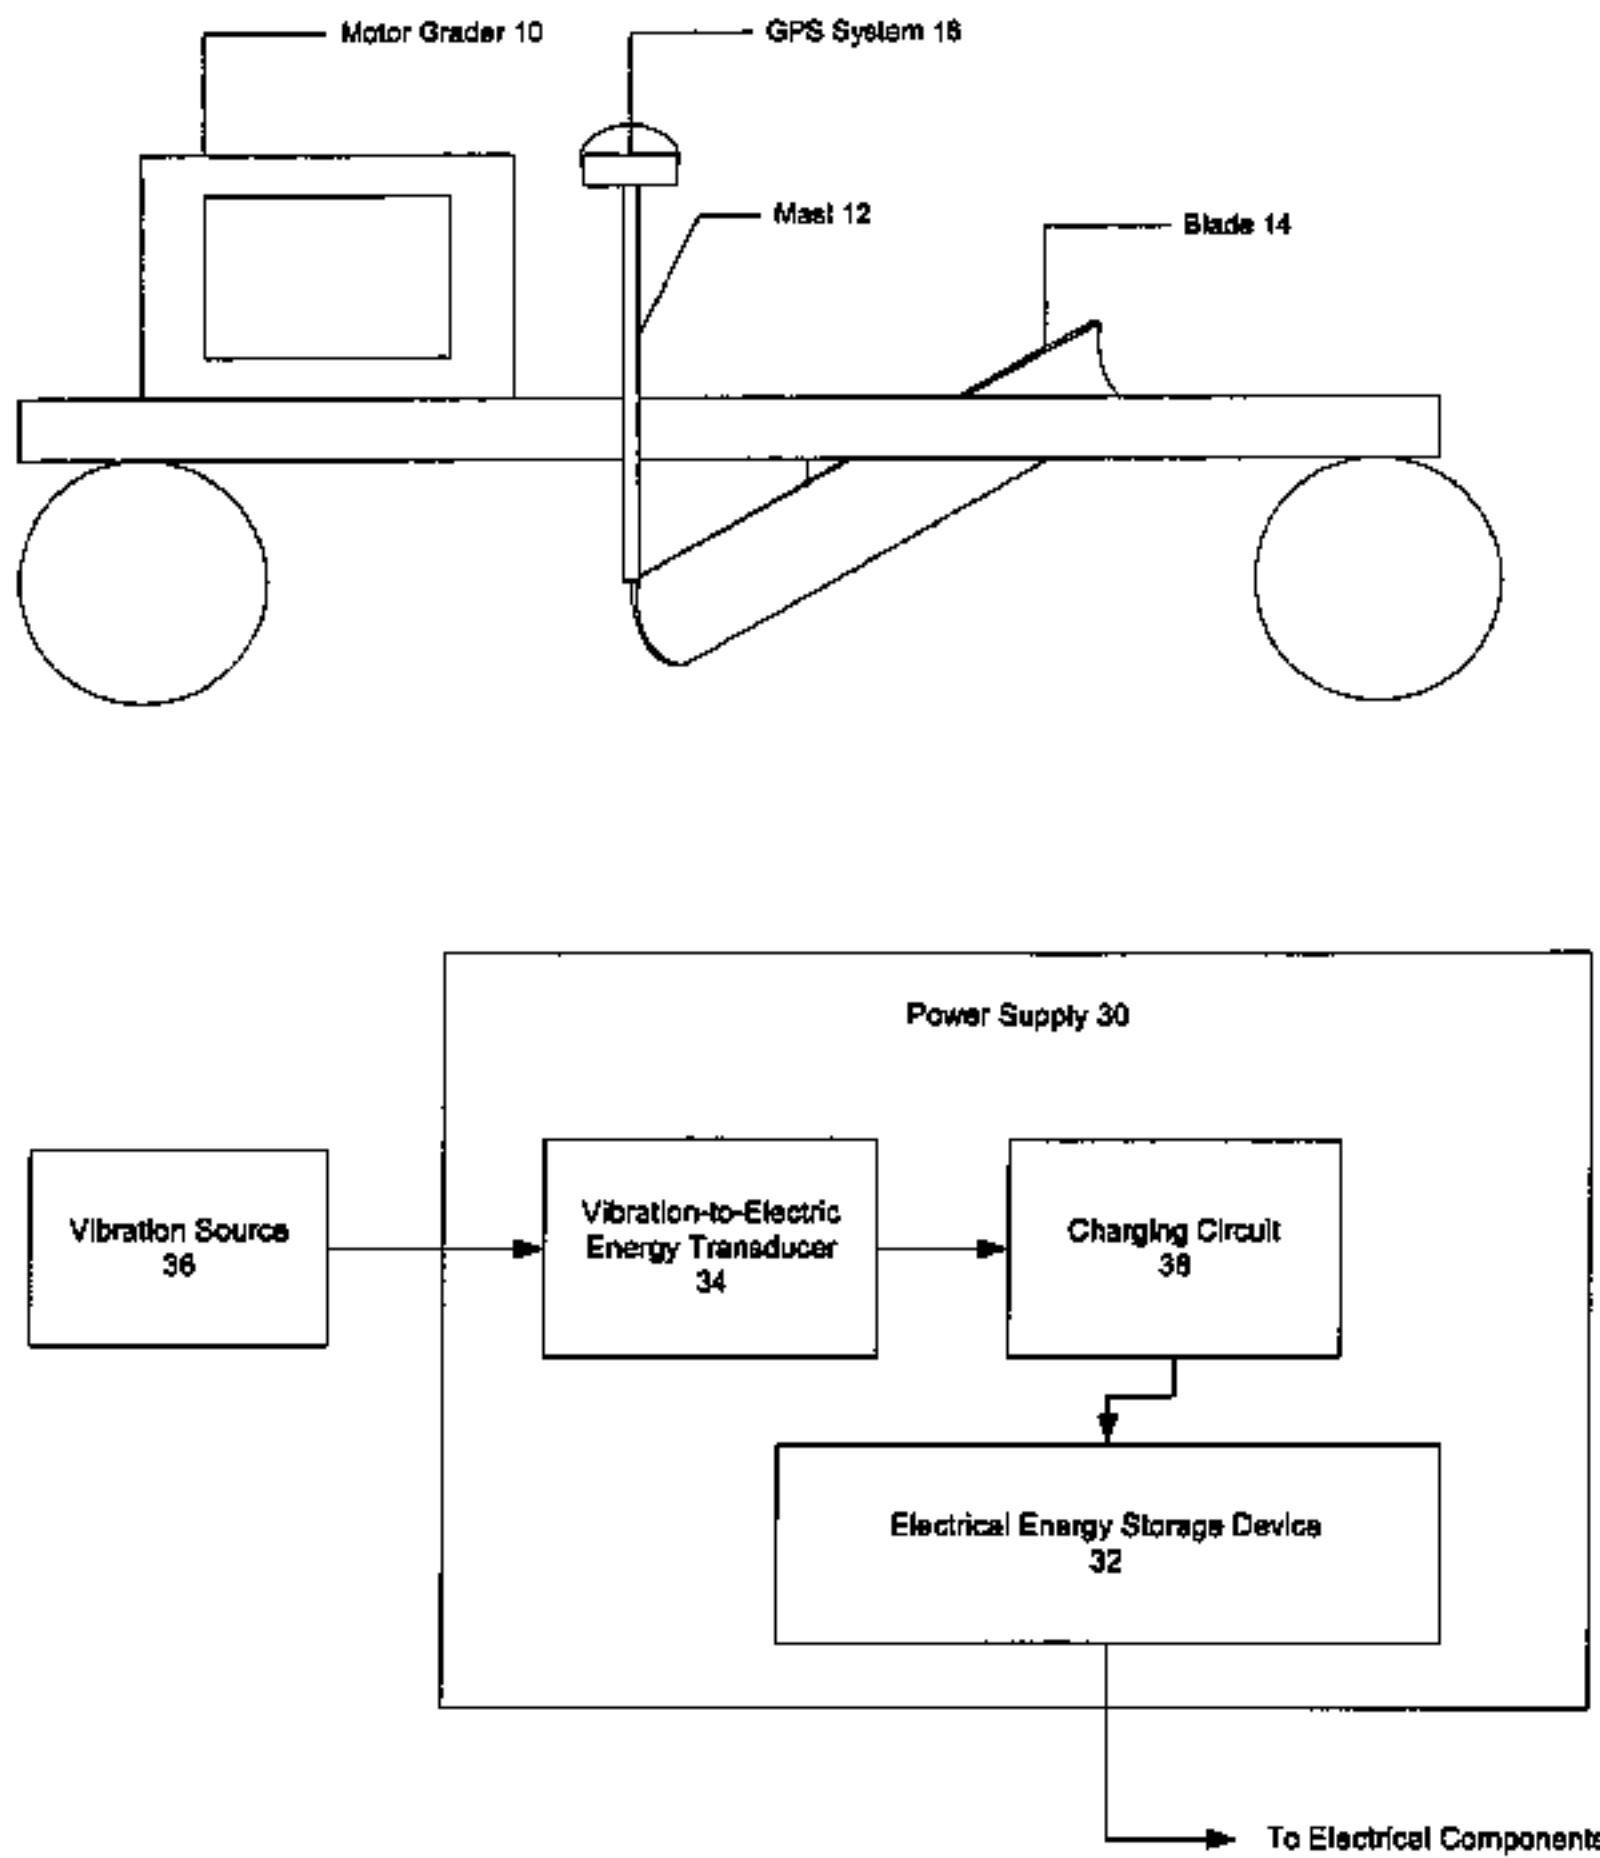 Motor Grader 10
GPS System 16
Mast 12
Blade 14
Power Supply 30
Vibration Source
36
Vibration-to-Electric
Energy Transducer
34
Charging Circuit
38
Electrical Energy Storage Device
32
To Electrical Components